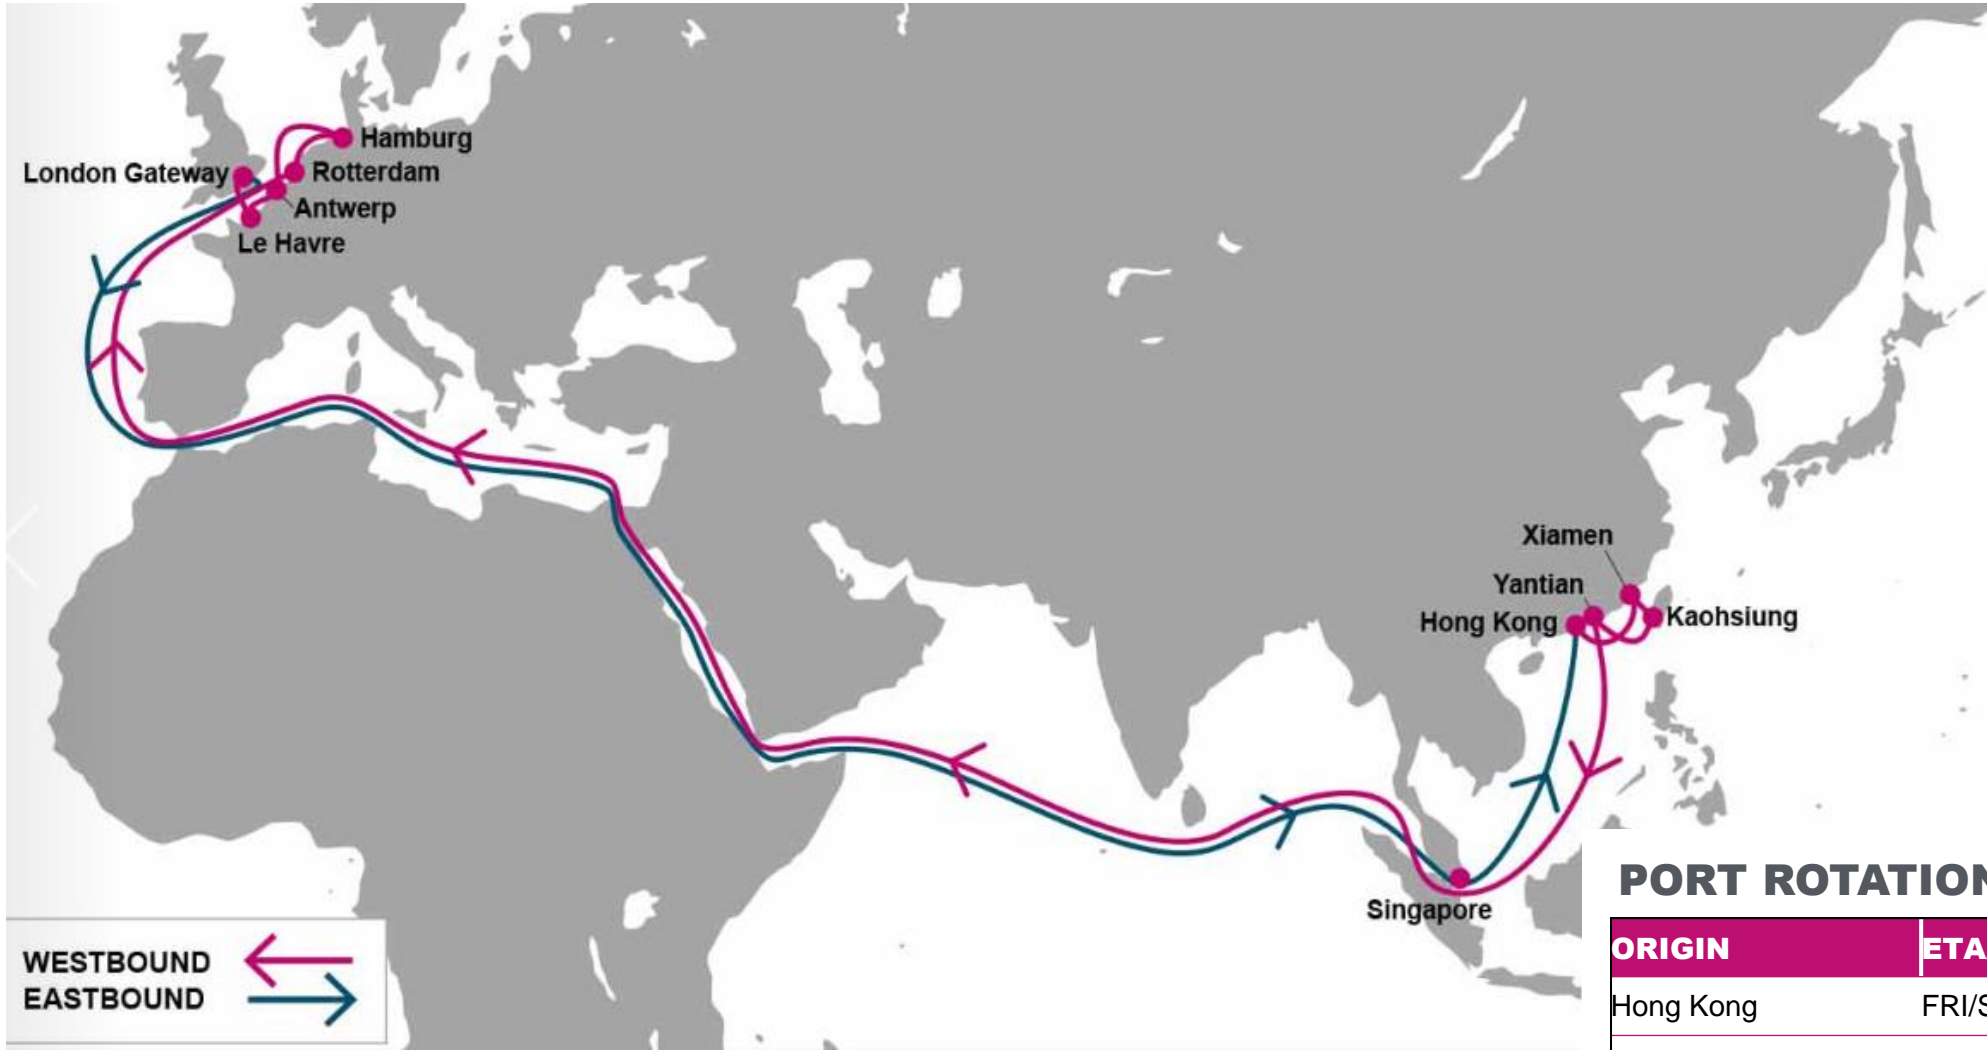 Hamburg
London Gateway
Rotterdam
Antwerp
Le Havre
Xiamen
Yantian
Hong Kong
Kaohsiung
Singapore
WESTBOUND
EASTBOUND
PORT ROTATION
ORIGIN ETA
Hong Kong FRI/S